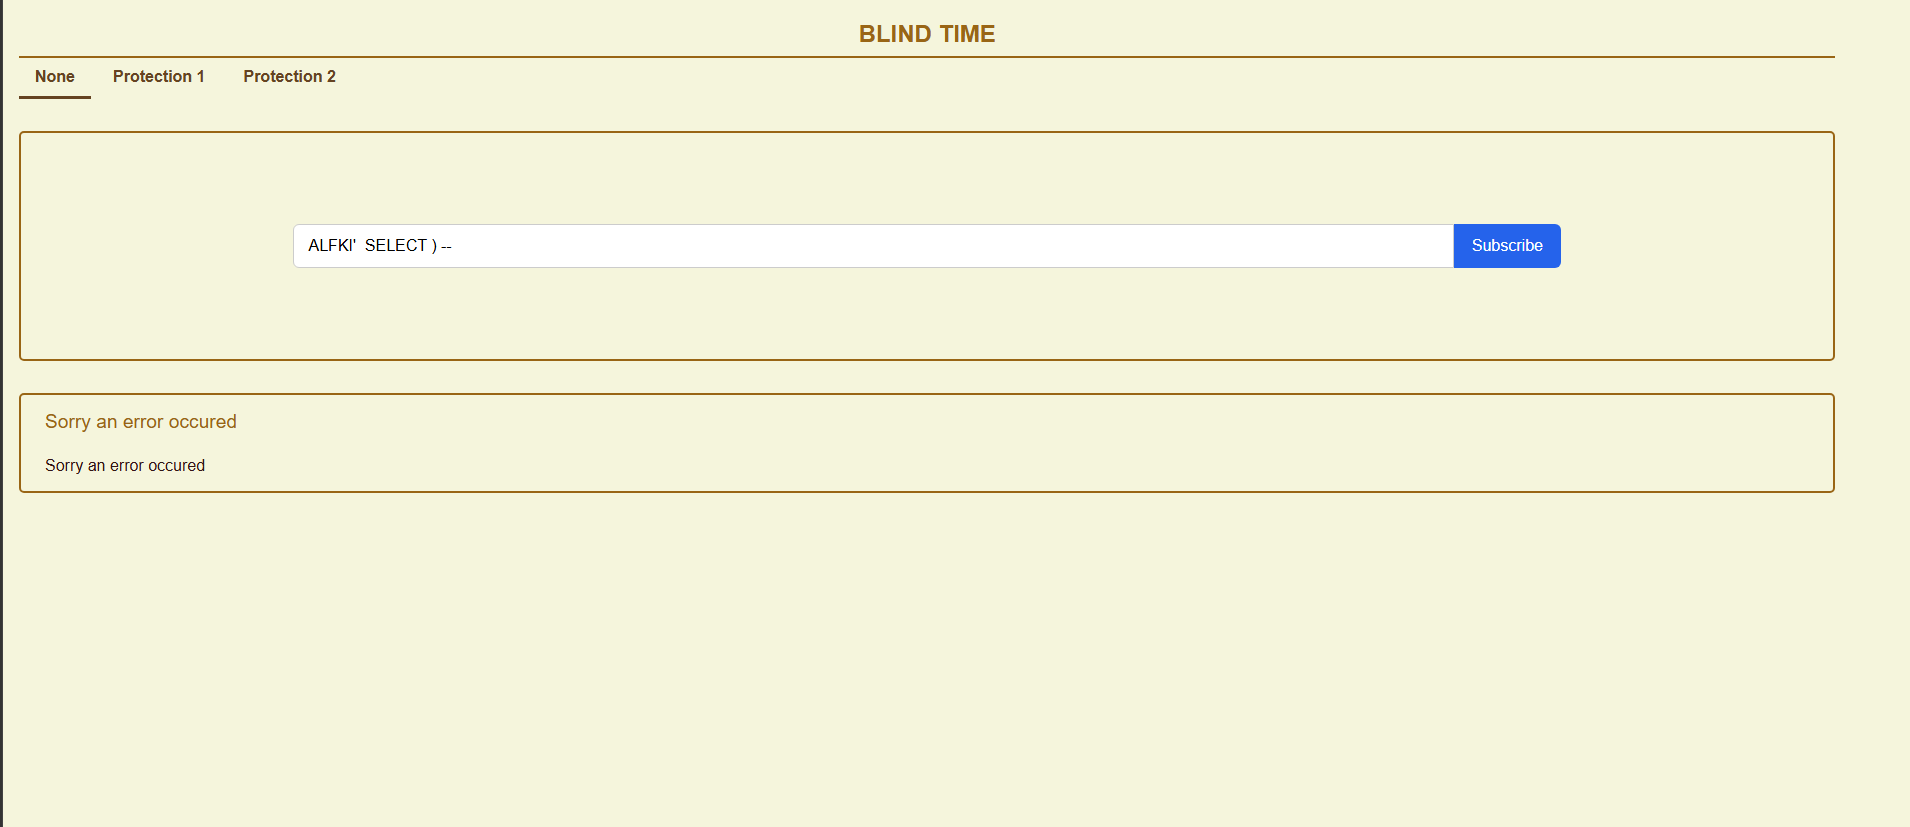 BLIND TIME
None Protection 1 Protection 2
ALFKI'  SELECT ) --
Subscribe
Sorry an error occured
Sorry an error occured